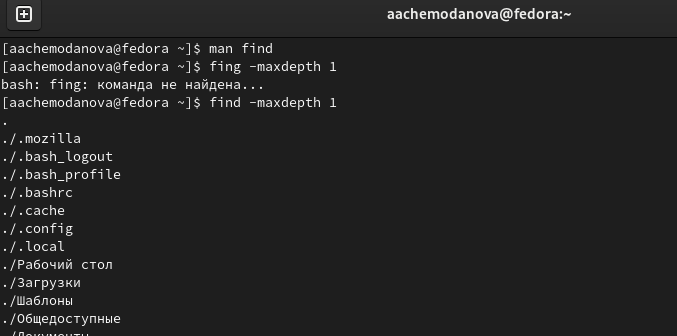 aachemodanova@fedora:~
[aachemodanova@fedora ~]$ man find
[aachemodanova@fedora ~]$ fing -maxdepth 1
bash: fing: команда не найдена...
[aachemodanova@fedora ~]$ find -maxdepth 1
.
./.mozilla
./.bash_logout
./.bash_profile
./.bashrc
./.cache
./.config
./.local
./Рабочий стол
./Загрузки
./Шаблоны
./Общедоступные
./Документы